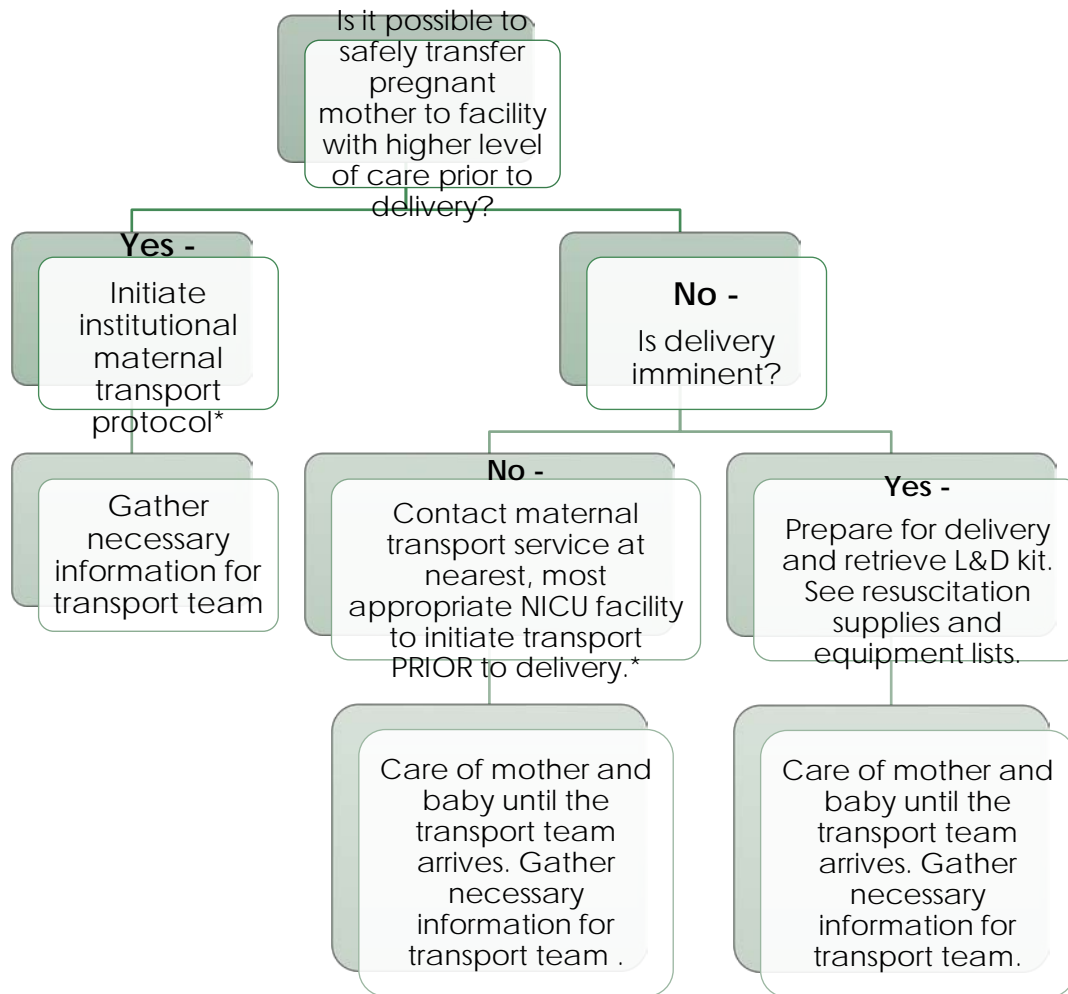 Is it possible to
safely transfer
pregnant
mother to facility
with higher level
of care prior to
delivery?
Yes -
Initiate
institutional
maternal
transport
protocol*
Gather
necessary
information for
transport team
No -
Is delivery
imminent?
No -
Contact maternal
transport service at
nearest, most
appropriate NICU facility
to initiate transport
PRIOR to delivery.*
Care of mother and
baby until the
transport team
arrives. Gather
necessary
information for
transport team .
Yes -
Prepare for delivery
and retrieve L&D kit.
See resuscitation
supplies and
equipment lists.
Care of mother and
baby until the
transport team
arrives. Gather
necessary
information for
transport team.